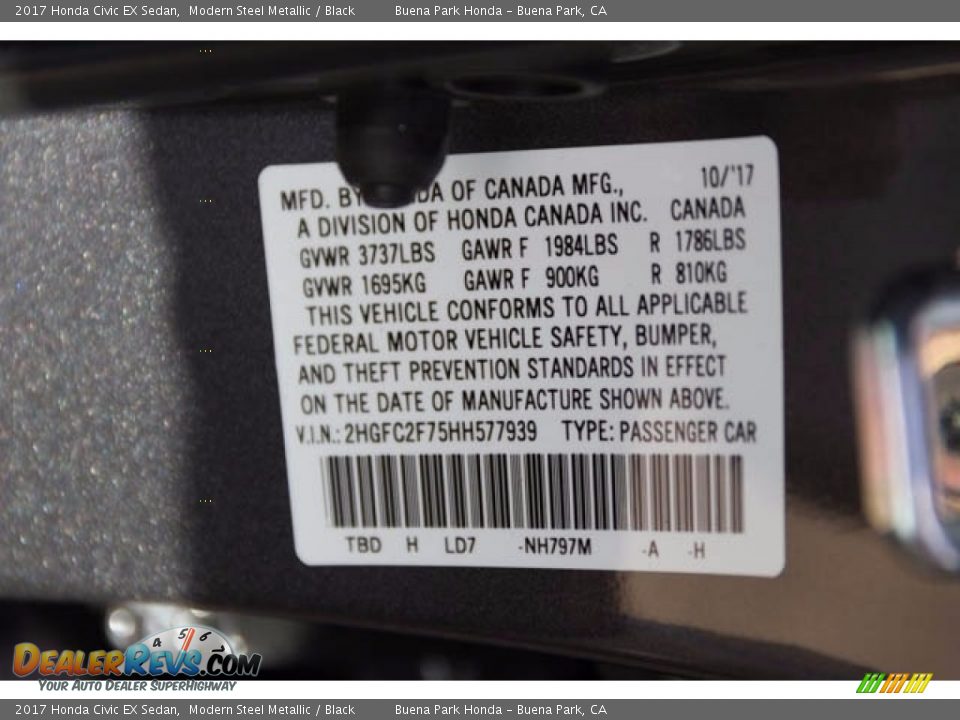 2017 Honda Civic EX Sedan, Modern Steel Metallic / Black Buena Park Honda - Buena Park, CA
10/'17
MFD. BY DA OF CANADA MFG.,
A DIVISION OF HONDA CANADA INC. CANADA
GVWR 3737LBS GAWR F 1984LBS R 1786LBS
GVWR 1695KG GAWR F 900KG R 810KG
THIS VEHICLE CONFORMS TO ALL APPLICABLE
FEDERAL MOTOR VEHICLE SAFETY, BUMPER,
AND THEFT PREVENTION STANDARDS IN EFFECT
ON THE DATE OF MANUFACTURE SHOWN ABOVE.
V.I.N.: 2HGFC2F75HH577939 TYPE: PASSENGER CAR
TBD H LD7 -NH797M -A -H
4 5 6
DEALERREVS.COM
YOUR AUTO DEALER SUPERHIGHWAY
2017 Honda Civic EX Sedan, Modern Steel Metallic / Black Buena Park Honda - Buena Park, CA